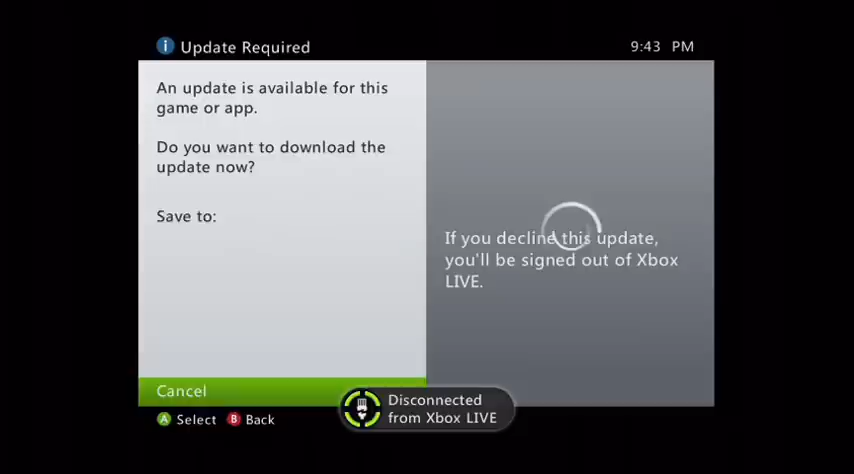 Update Required
9:43 PM
An update is available for this
game or app.
Do you want to download the
update now?
Save to:
If you decline this update,
you'll be signed out of Xbox
LIVE.
Cancel
Disconnected
from Xbox LIVE
A Select B Back